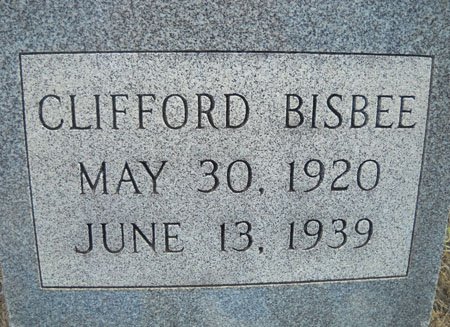 CLIFFORD BISBEE
MAY 30, 1920
JUNE 13, 1939